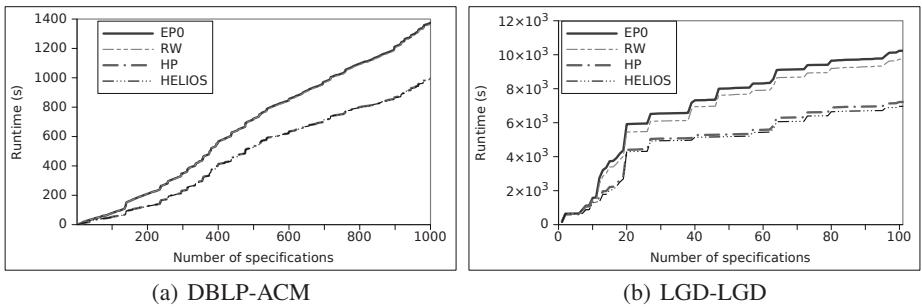 1400
1200
1000
800
600
400
200
0
Runtime (s)
EP0
RW
HP
HELIOS
200
400
600
800
1000
Number of specifications
(a) DBLP-ACM
12×10³
10×10³
8×10³
6×10³
4×10³
2×10³
0
Runtime (s)
EP0
RW
HP
HELIOS
0
20
40
60
80
100
Number of specifications
(b) LGD-LGD